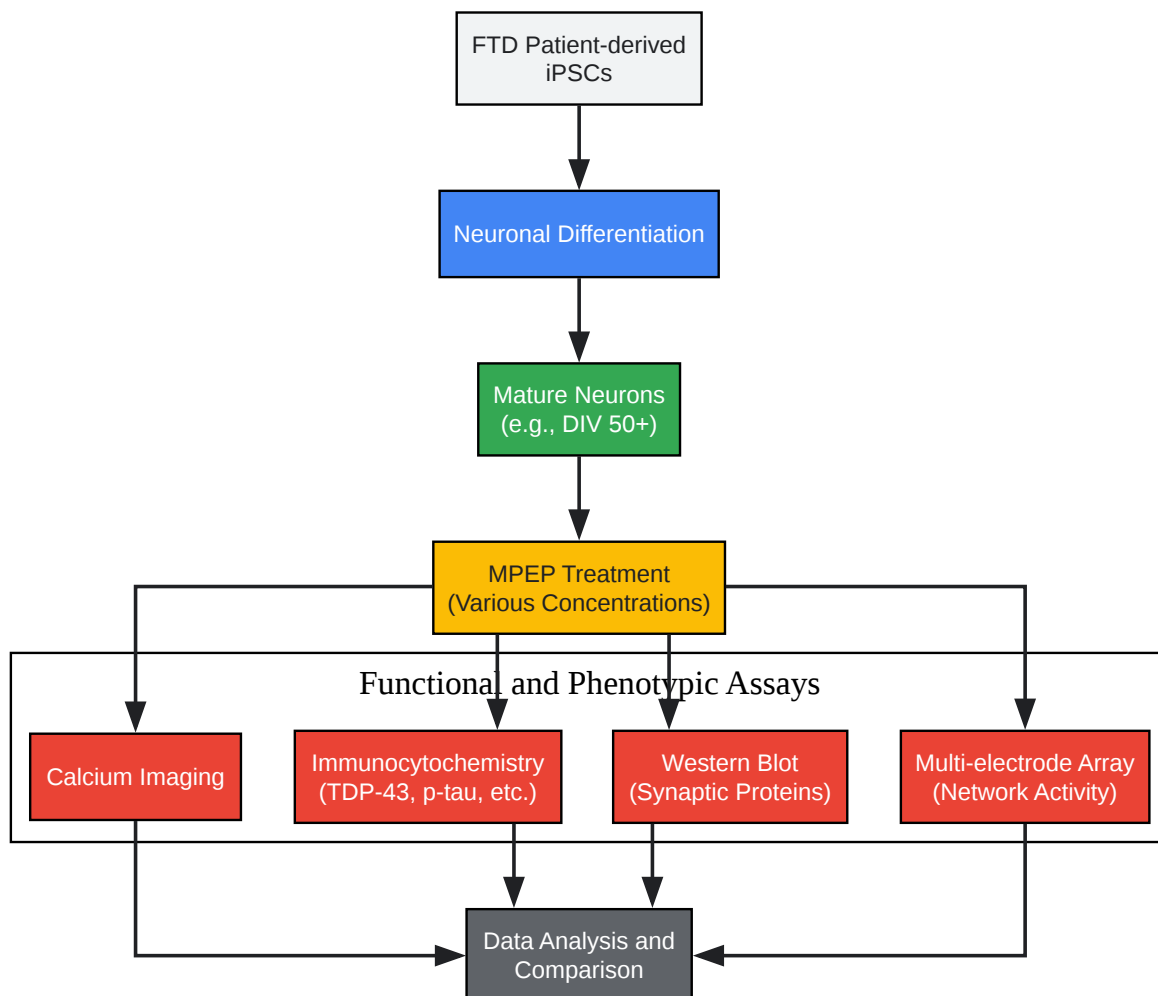 FTD Patient-derived
iPSCs
Neuronal Differentiation
Mature Neurons
(e.g., DIV 50+)
MPEP Treatment
(Various Concentrations)
Functional and Phenotypic Assays
Calcium Imaging
Immunocytochemistry
(TDP-43, p-tau, etc.)
Western Blot
(Synaptic Proteins)
Multi-electrode Array
(Network Activity)
Data Analysis and
Comparison